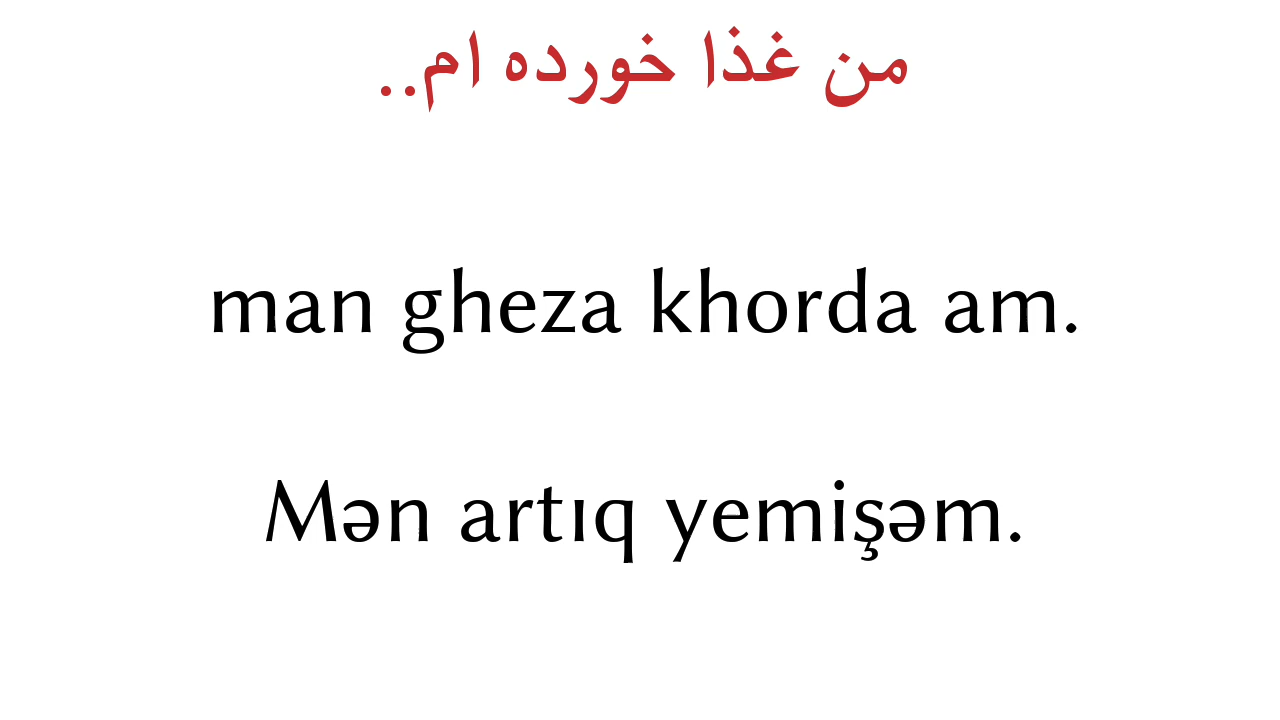 من غذا خورده ام..
man gheza khorda am.
Mən artıq yemişəm.